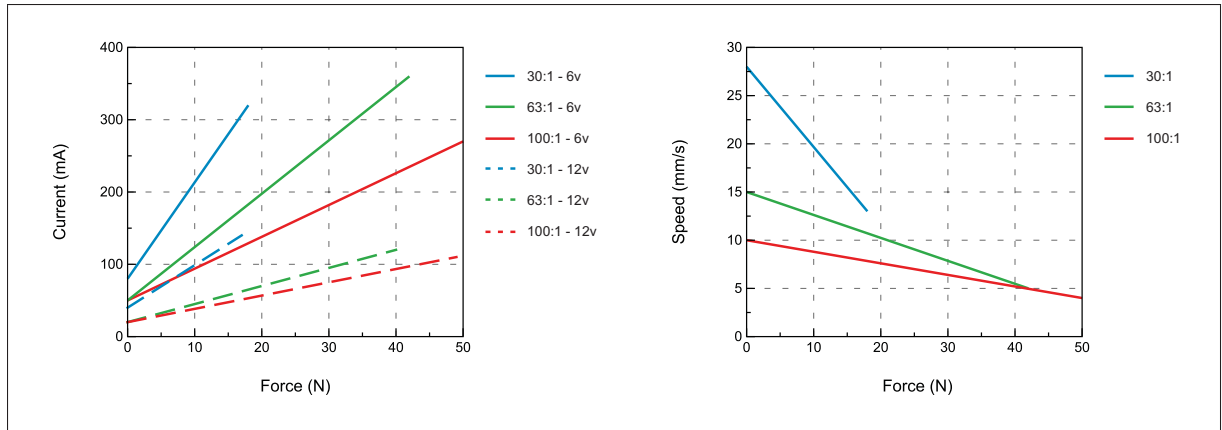 400
300
200
100
0
0 10 20 30 40 50
Current (mA)
Force (N)
30:1 - 6v
63:1 - 6v
100:1 - 6v
30:1 - 12v
63:1 - 12v
100:1 - 12v
30
25
20
15
10
5
0
0 10 20 30 40 50
Speed (mm/s)
Force (N)
30:1
63:1
100:1